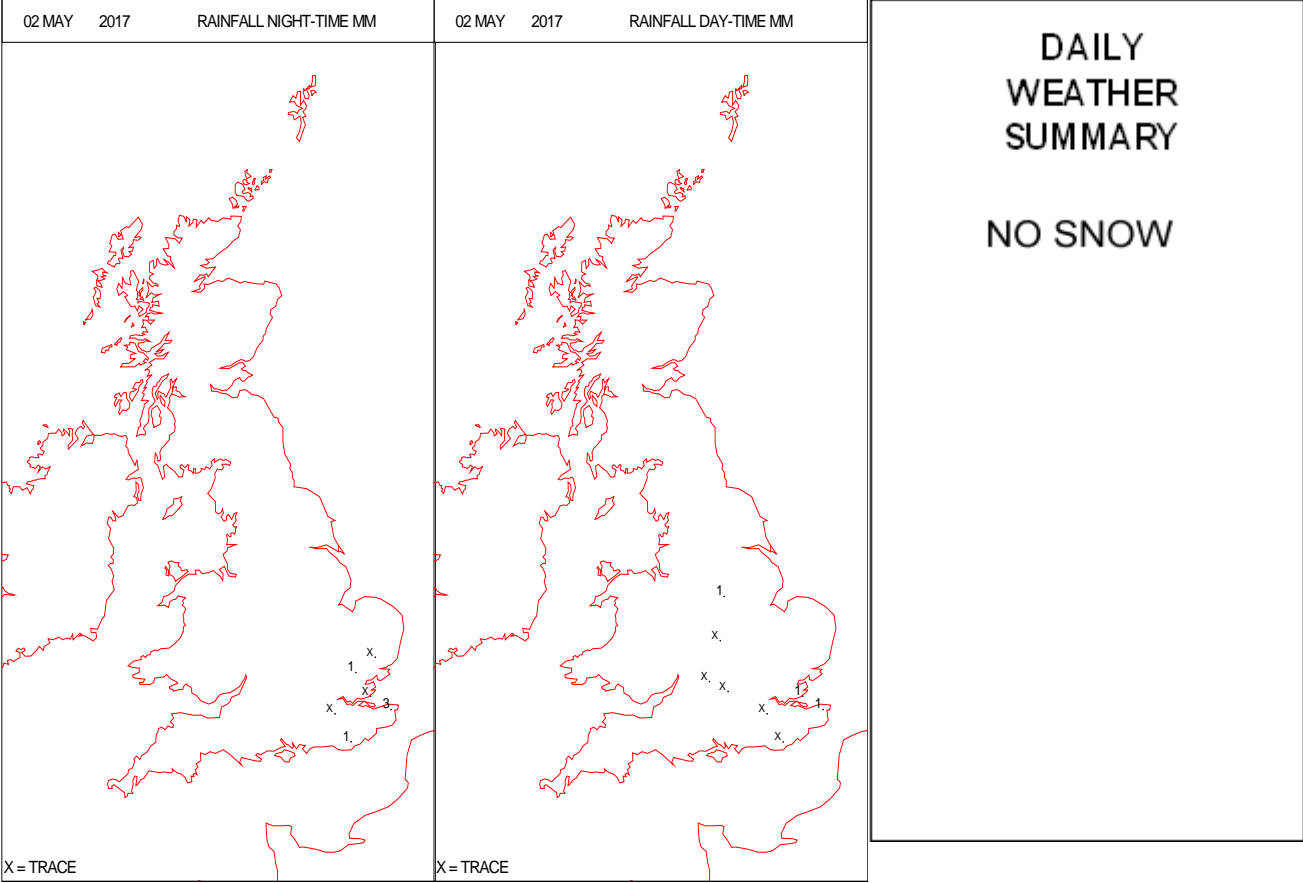 02 MAY 2017 RAINFALL NIGHT-TIME MM
x.
1.
x.
3.
x.
1.
X = TRACE
02 MAY 2017 RAINFALL DAY-TIME MM
1.
x.
x.
x.
1.
1.
x.
x.
X = TRACE
DAILY
WEATHER
SUMMARY
NO SNOW